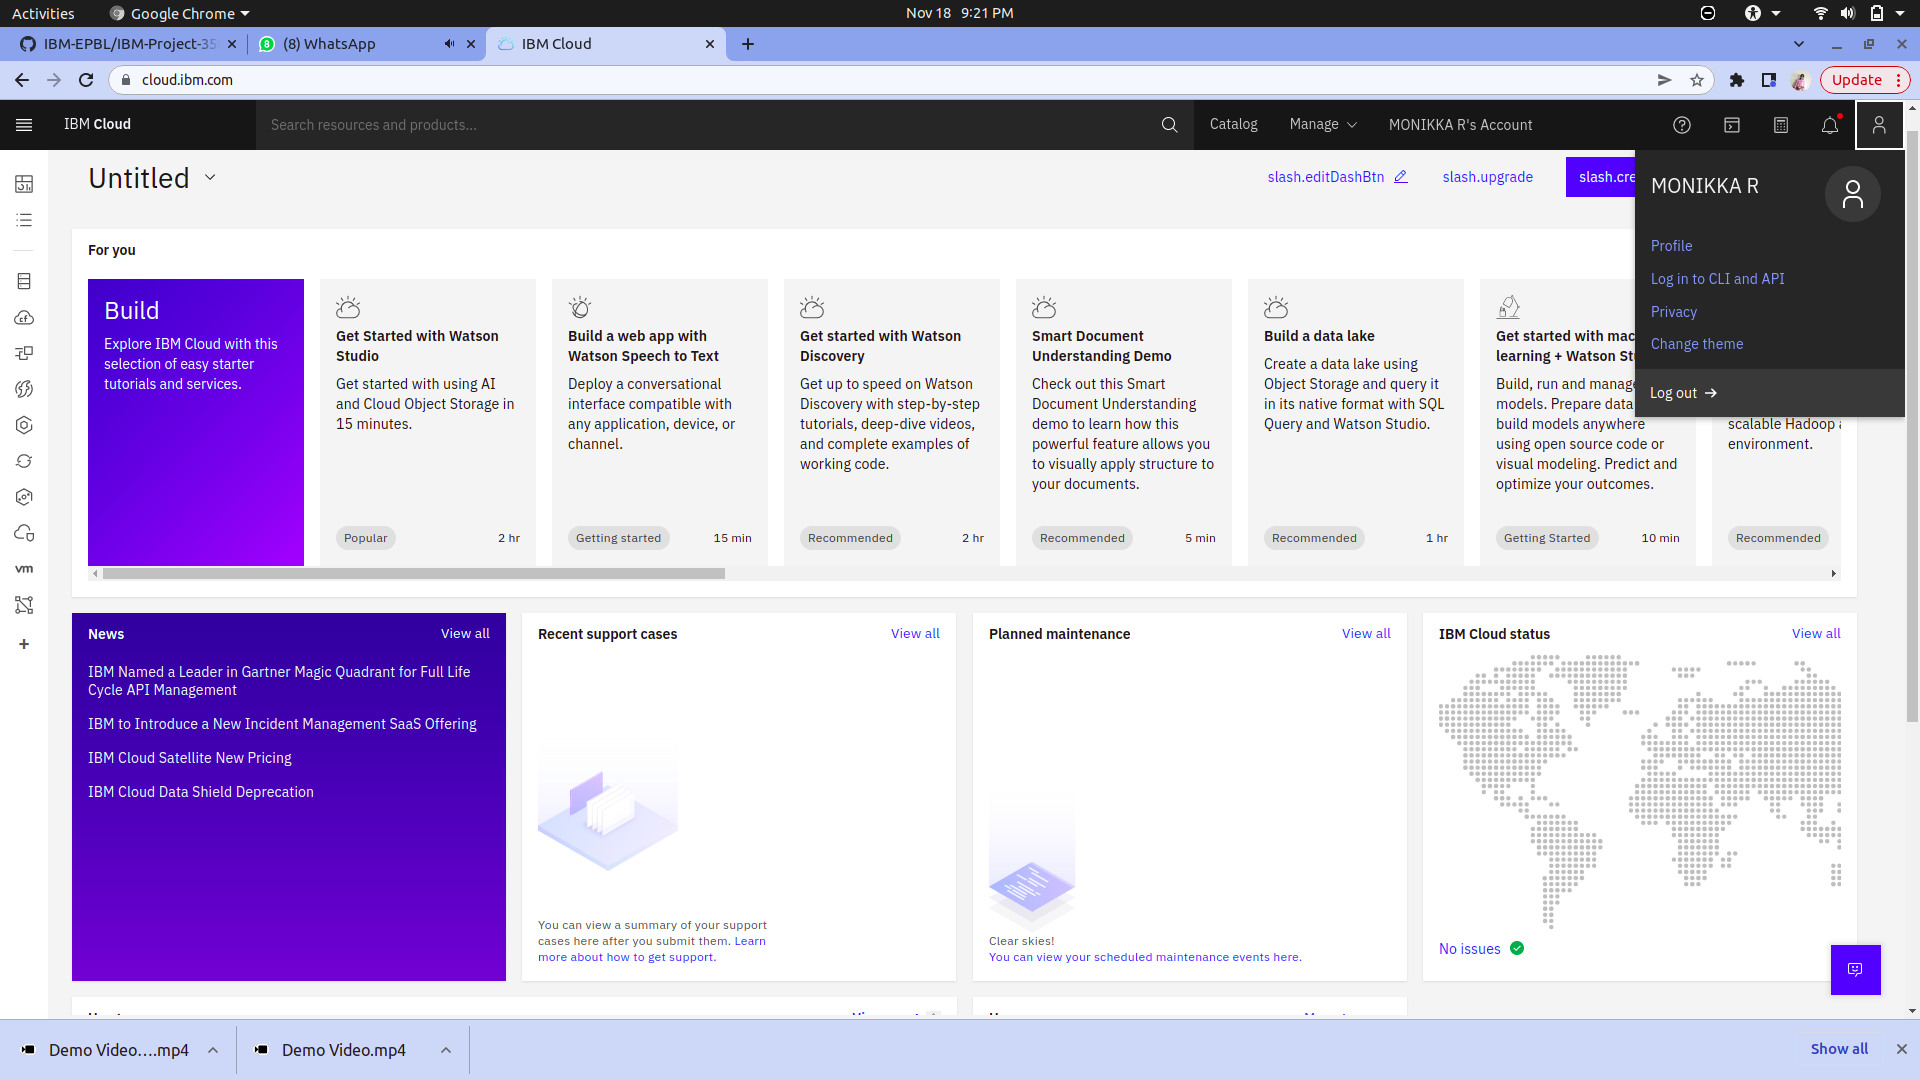 Activities
Google Chrome
Nov 18 9:21 PM
IBM-EPBL/IBM-Project-35
(8) WhatsApp
IBM Cloud
cloud.ibm.com
Update
IBM Cloud
Search resources and products...
Catalog
Manage
MONIKKA R's Account
Untitled
slash.editDashBtn
slash.upgrade
slash.cre
MONIKKA R
Profile
Log in to CLI and API
Privacy
Change theme
Log out
For you
Build
Explore IBM Cloud with this
selection of easy starter
tutorials and services.
Get Started with Watson
Studio
Get started with using AI
and Cloud Object Storage in
15 minutes.
Popular
2 hr
Build a web app with
Watson Speech to Text
Deploy a conversational
interface compatible with
any application, device, or
channel.
Getting started
15 min
Get started with Watson
Discovery
Get up to speed on Watson
Discovery with step-by-step
tutorials, deep-dive videos,
and complete examples of
working code.
Recommended
2 hr
Smart Document
Understanding Demo
Check out this Smart
Document Understanding
demo to learn how this
powerful feature allows you
to visually apply structure to
your documents.
Recommended
5 min
Build a data lake
Create a data lake using
Object Storage and query it
in its native format with SQL
Query and Watson Studio.
Recommended
1 hr
Get started with mac
learning + Watson St
Build, run and manage
models. Prepare data
build models anywhere
using open source code or
visual modeling. Predict and
optimize your outcomes.
Getting Started
10 min
scalable Hadoop
environment.
Recommended
vm
News
View all
IBM Named a Leader in Gartner Magic Quadrant for Full Life
Cycle API Management
IBM to Introduce a New Incident Management SaaS Offering
IBM Cloud Satellite New Pricing
IBM Cloud Data Shield Deprecation
Recent support cases
View all
You can view a summary of your support
cases here after you submit them. Learn
more about how to get support.
Planned maintenance
View all
Clear skies!
You can view your scheduled maintenance events here.
IBM Cloud status
View all
No issues
Demo Video....mp4
Demo Video.mp4
Show all